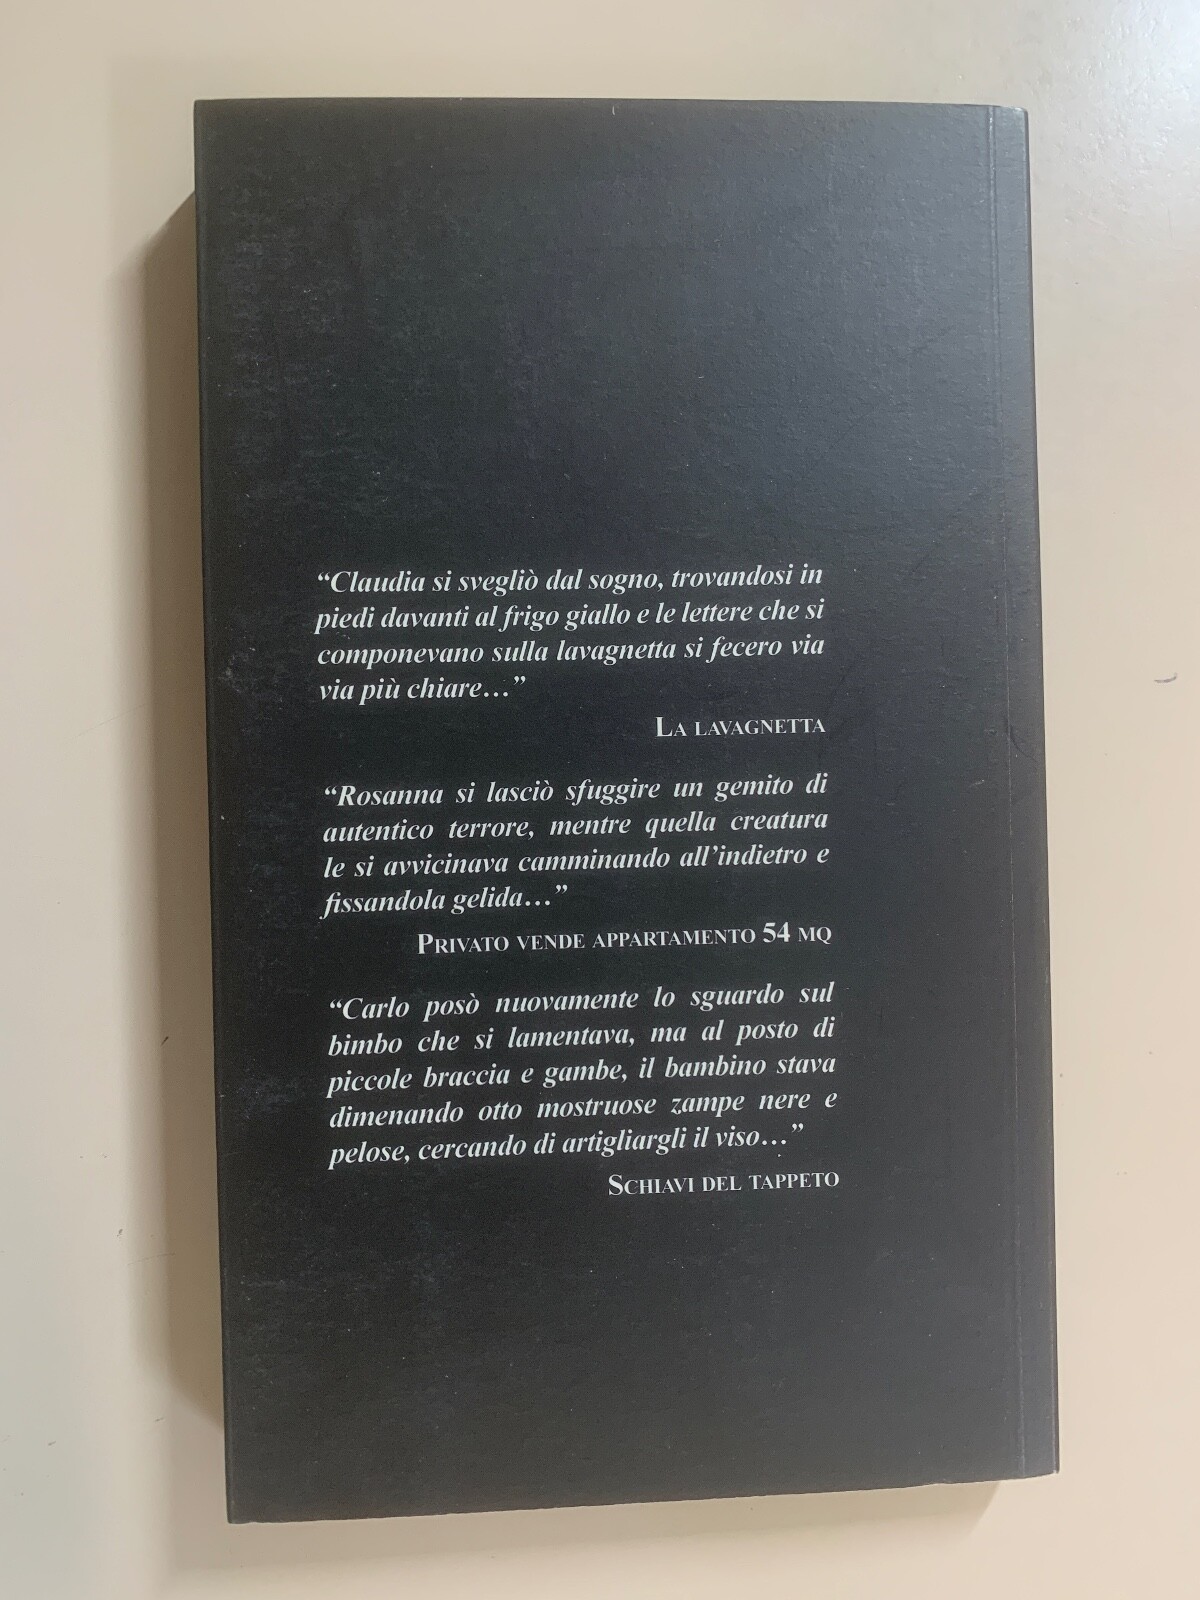 “Claudia si svegliò dal sogno, trovandosi in
piedi davanti al frigo giallo e le lettere che si
componevano sulla lavagnetta si fecero via
via più chiare…”
La lavagnetta
“Rosanna si lasciò sfuggire un gemito di
autentico terrore, mentre quella creatura
le si avvicinava camminando all’indietro e
fissandola gelida…”
Privato vende appartamento 54 mq
“Carlo posò nuovamente lo sguardo sul
bimbo che si lamentava, ma al posto di
piccole braccia e gambe, il bambino stava
dimenando otto mostruose zampe nere e
pelose, cercando di artigliargli il viso…”
Schiavi del tappeto